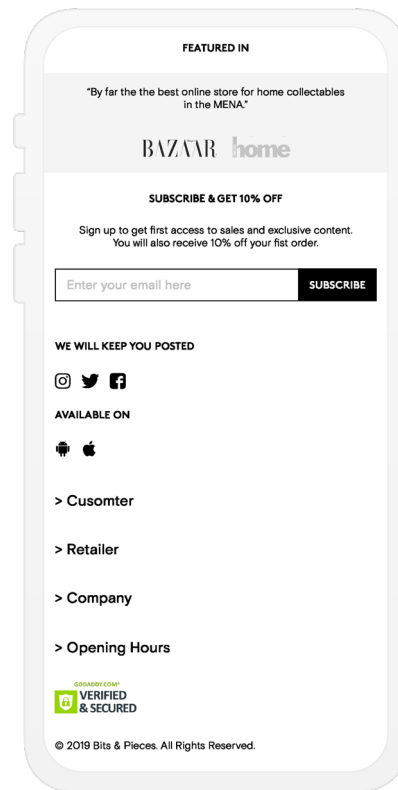 FEATURED IN
“By far the the best online store for home collectables
in the MENA.”
BAZAAR home
SUBSCRIBE & GET 10% OFF
Sign up to get first access to sales and exclusive content.
You will also receive 10% off your fist order.
Enter your email here SUBSCRIBE
WE WILL KEEP YOU POSTED
AVAILABLE ON
> Cusomter
> Retailer
> Company
> Opening Hours
GODADDY.COM®
VERIFIED
& SECURED
© 2019 Bits & Pieces. All Rights Reserved.